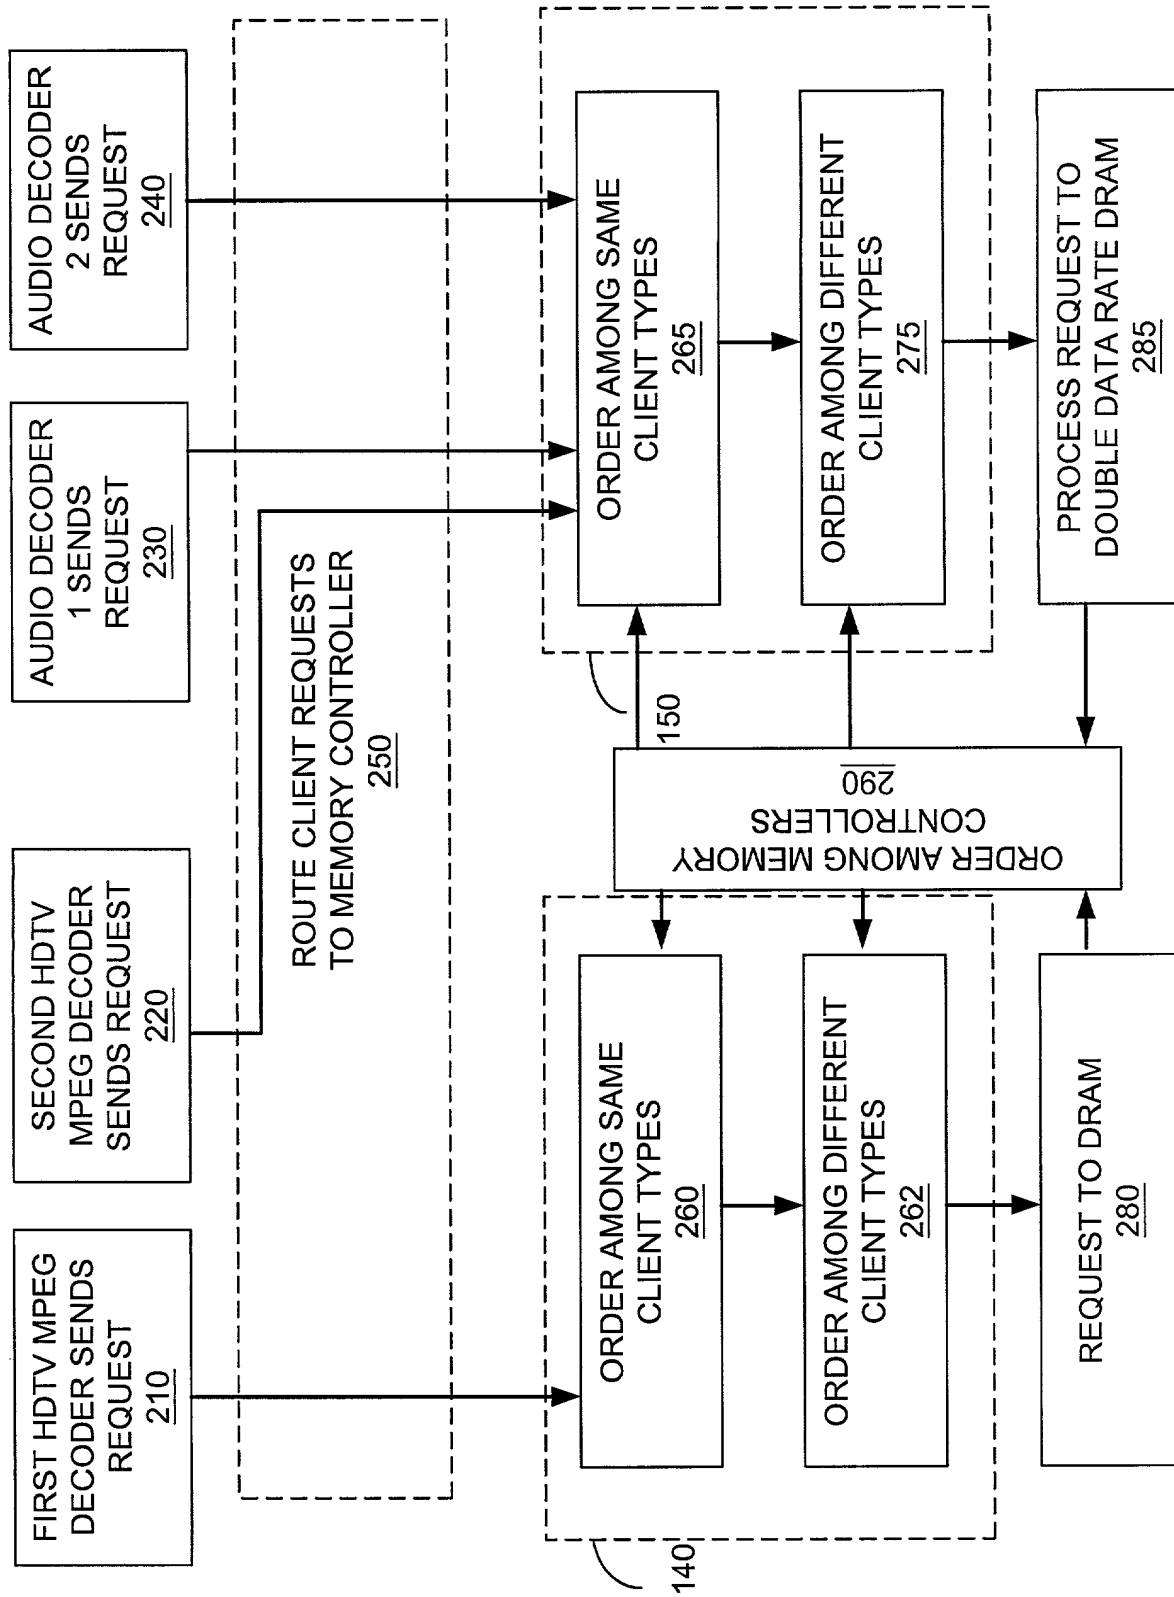 FIRST HDTV MPEG
DECODER SENDS
REQUEST
210
SECOND HDTV
MPEG DECODER
SENDS REQUEST
220
AUDIO DECODER
1 SENDS
REQUEST
230
AUDIO DECODER
2 SENDS
REQUEST
240
ROUTE CLIENT REQUESTS
TO MEMORY CONTROLLER
250
140
ORDER AMONG SAME
CLIENT TYPES
260
ORDER AMONG DIFFERENT
CLIENT TYPES
262
REQUEST TO DRAM
280
ORDER AMONG MEMORY
CONTROLLERS
290
150
ORDER AMONG SAME
CLIENT TYPES
265
ORDER AMONG DIFFERENT
CLIENT TYPES
275
PROCESS REQUEST TO
DOUBLE DATA RATE DRAM
285